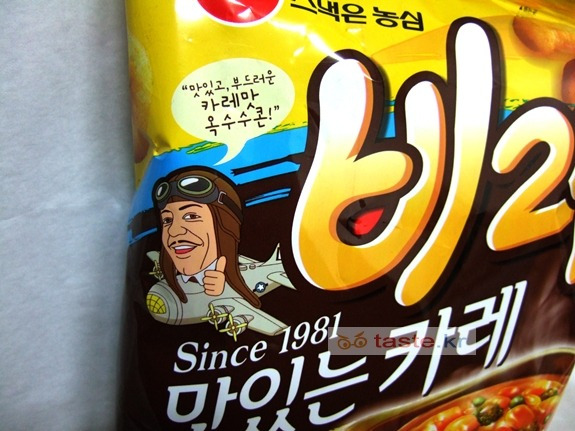 스낵은 농심
"맛있고, 부드러운
카레맛
옥수수콘!"
비
Since 1981
taste.kr
맛있는 카레